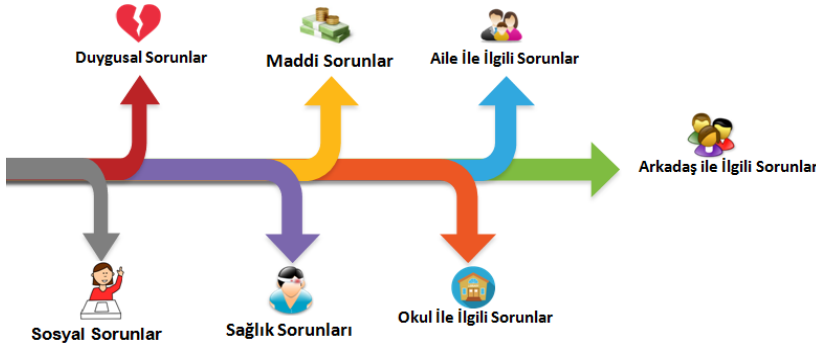 Duygusal Sorunlar
Maddi Sorunlar
Aile İle İlgili Sorunlar
Arkadaş ile İlgili Sorunlar
Sosyal Sorunlar
Sağlık Sorunları
Okul İle İlgili Sorunlar